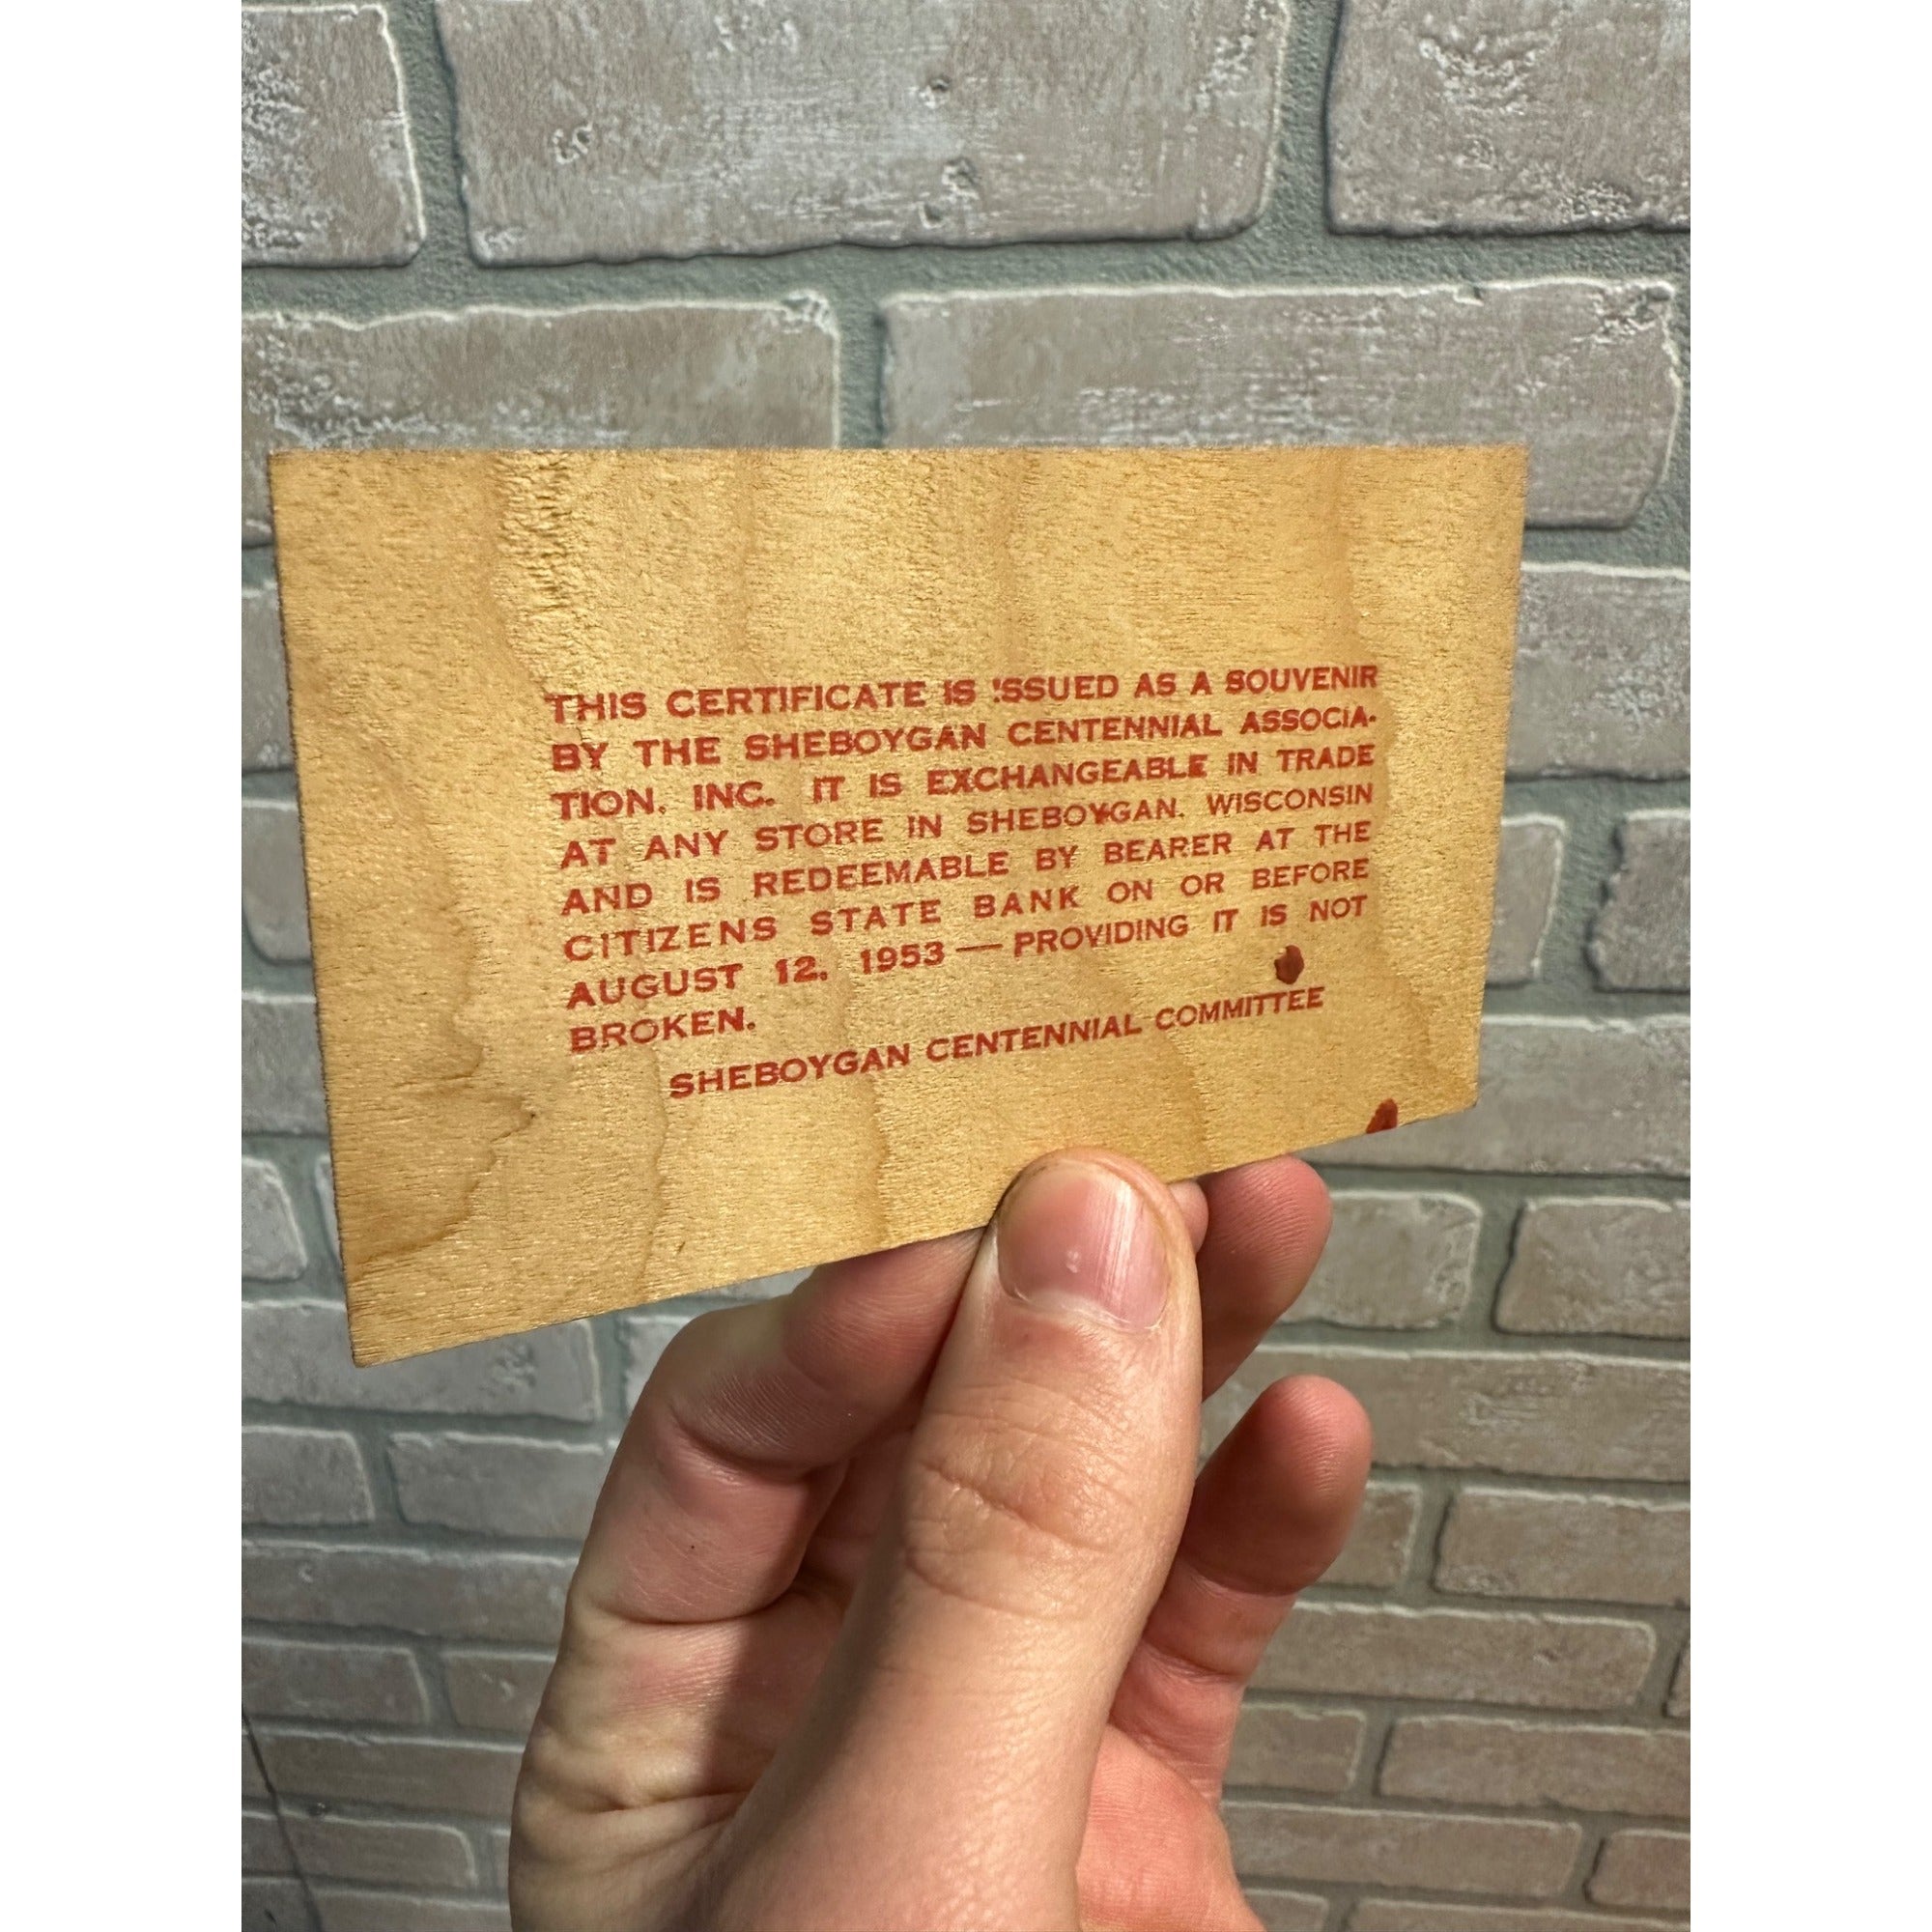 THIS CERTIFICATE IS ISSUED AS A SOUVENIR
BY THE SHEBOYGAN CENTENNIAL ASSOCIA-
TION, INC. IT IS EXCHANGEABLE IN TRADE
AT ANY STORE IN SHEBOYGAN, WISCONSIN
AND IS REDEEMABLE BY BEARER AT THE
CITIZENS STATE BANK ON OR BEFORE
AUGUST 12, 1953 — PROVIDING IT IS NOT
BROKEN.
SHEBOYGAN CENTENNIAL COMMITTEE